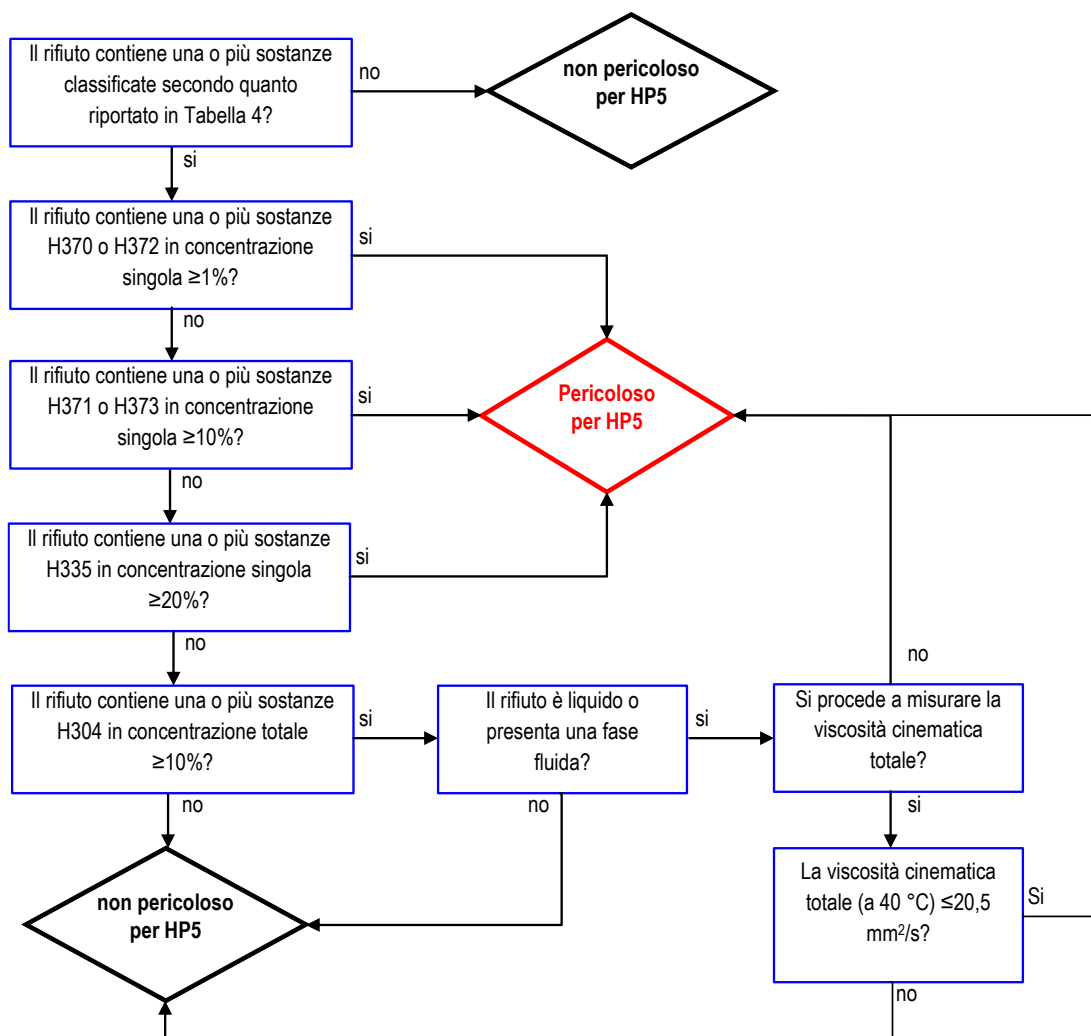 Il rifiuto contiene una o più sostanze
classificate secondo quanto
riportato in Tabella 4?
no
non pericoloso
per HP5
si
Il rifiuto contiene una o più sostanze
H370 o H372 in concentrazione
singola ≥1%?
si
no
Il rifiuto contiene una o più sostanze
H371 o H373 in concentrazione
singola ≥10%?
si
Pericoloso
per HP5
no
Il rifiuto contiene una o più sostanze
H335 in concentrazione singola
≥20%?
si
no
Il rifiuto contiene una o più sostanze
H304 in concentrazione totale
≥10%?
si
Il rifiuto è liquido o
presenta una fase
fluida?
si
no
Si procede a misurare la
viscosità cinematica
totale?
no
no
si
non pericoloso
per HP5
La viscosità cinematica
totale (a 40 °C) ≤20,5
mm²/s?
Si
no